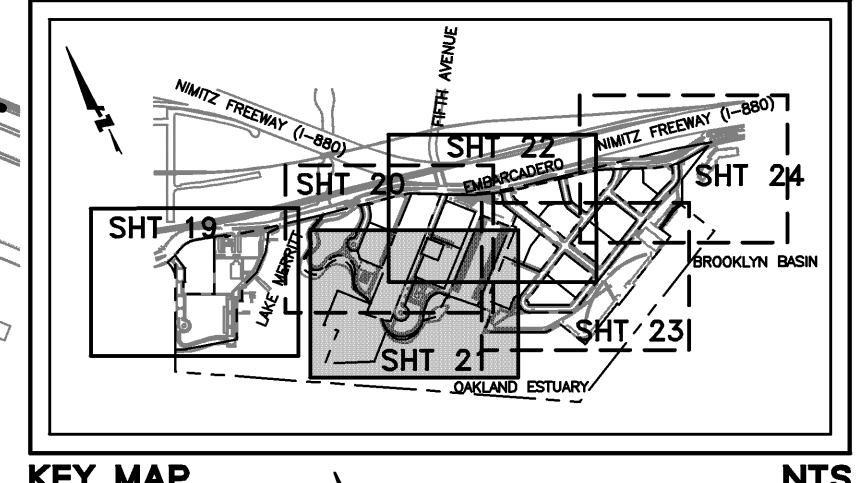 FIFTH AVENUE
NIMITZ FREEWAY (I-880)
NIMITZ FREEWAY (I-880)
SHT 22
EMBARCADERO
SHT 20
SHT 24
SHT 19
LAKE MERRITT
BROOKLYN BASIN
SHT 23
SHT 21
OAKLAND ESTUARY
N
7
KEY MAP
NTS